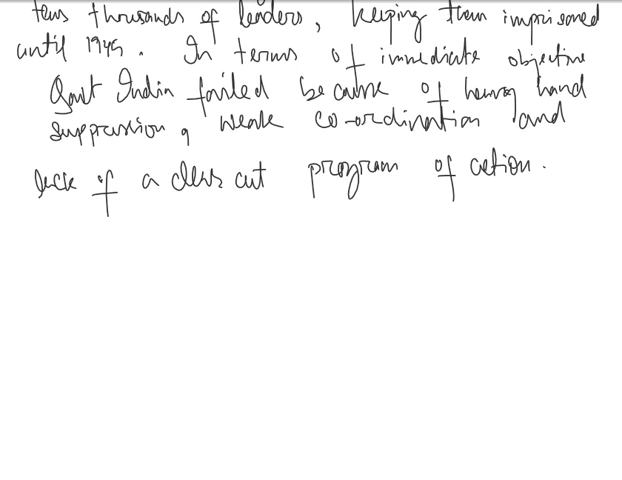 tens thousands of leaders, keeping them imprisoned
until 1945. In terms of immediate objective
Quit India failed because of heavy hand
suppression, weak co-ordination and
lack of a clear cut program of action.